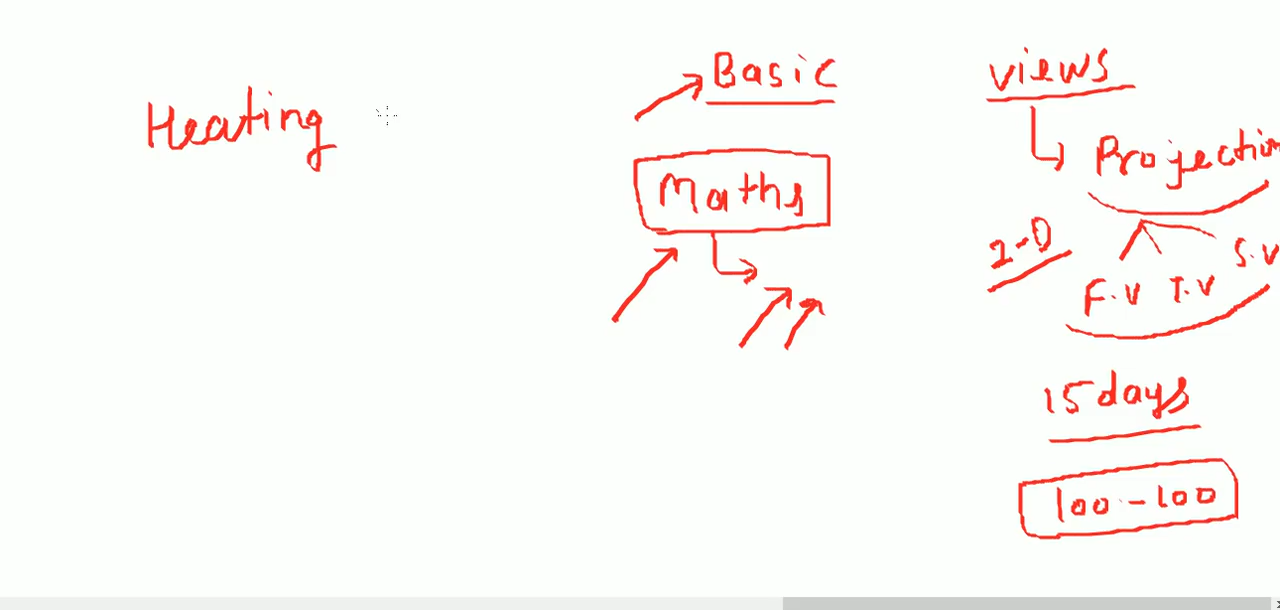 Heating
Basic
Maths
views
Projection
2-D
F.V T.V S.V
15 days
100-100